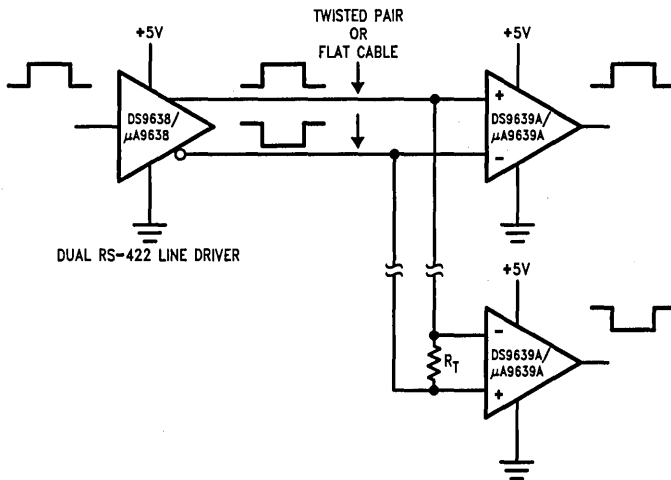 TWISTED PAIR
OR
FLAT CABLE
+5V
+5V
DS9638/
μA9638
+
DS9639A/
μA9639A
−
DUAL RS-422 LINE DRIVER
+5V
−
DS9639A/
μA9639A
RT
+